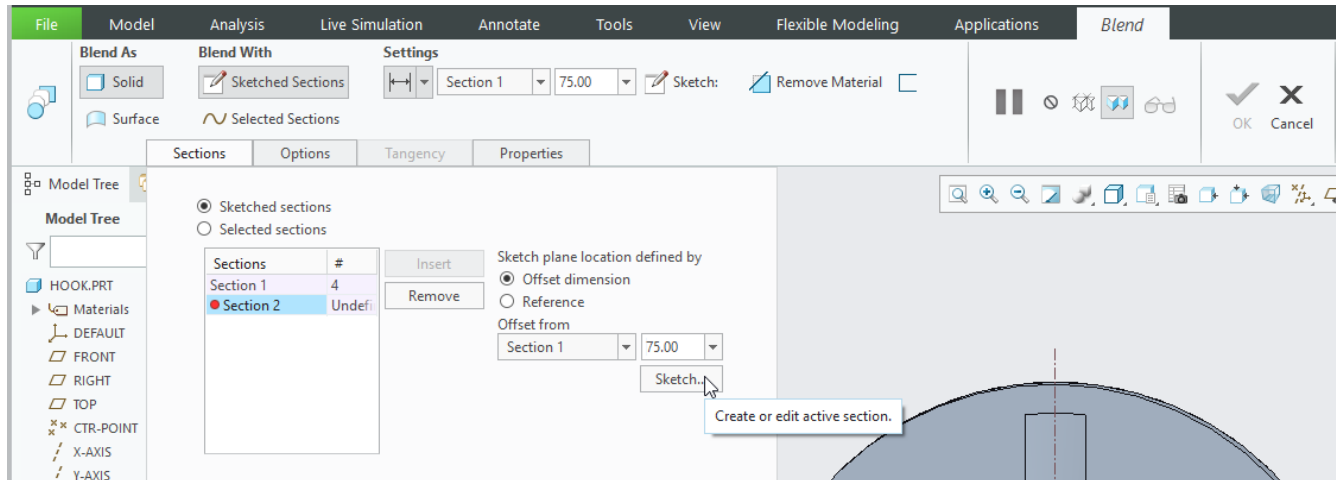 File Model Analysis Live Simulation Annotate Tools View Flexible Modeling Applications Blend
Blend As Blend With Settings
Solid Sketched Sections Section 1 75.00 Sketch: Remove Material
Surface Selected Sections OK Cancel
Sections Options Tangency Properties
Model Tree
Model Tree
Sketched sections
Selected sections
Sections #
Section 1 4
Section 2 Undefi
Insert
Remove
Sketch plane location defined by
Offset dimension
Reference
Offset from
Section 1 75.00
Sketch...
Create or edit active section.
HOOK.PRT
Materials
DEFAULT
FRONT
RIGHT
TOP
CTR-POINT
X-AXIS
Y-AXIS